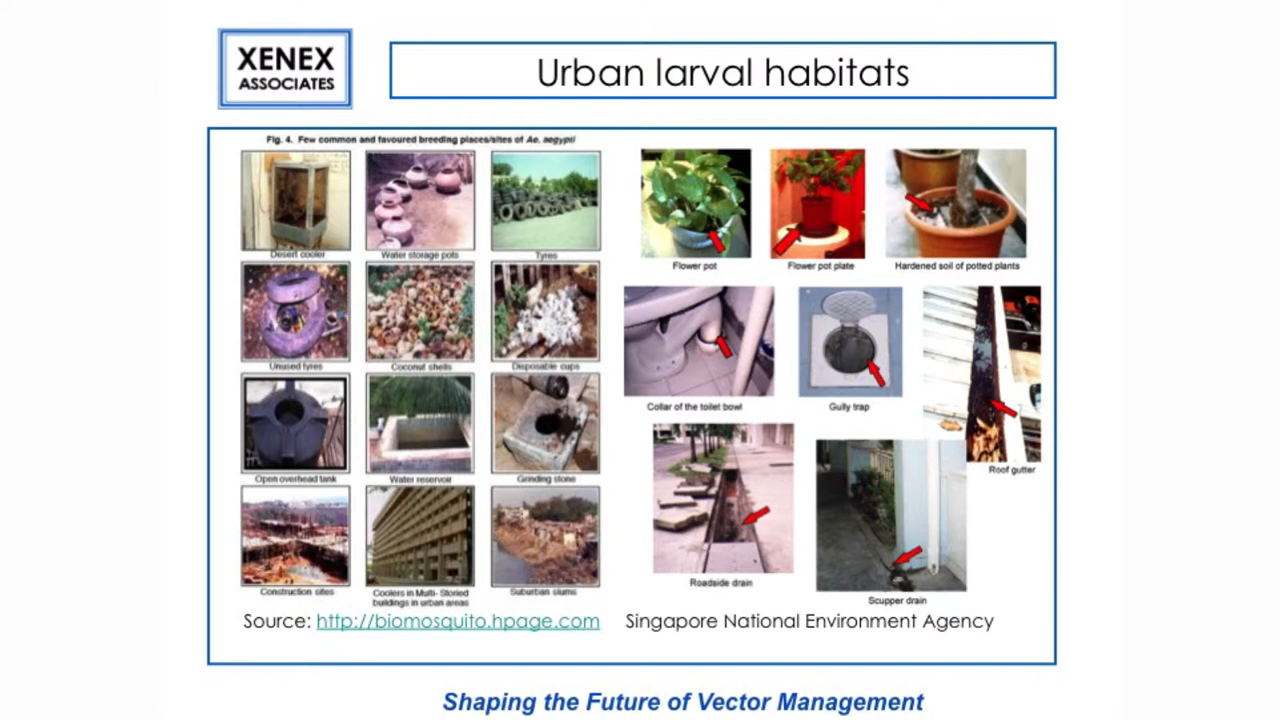 XENEX
ASSOCIATES
Urban larval habitats
Fig. 4. Few common and favoured breeding places/sites of Ae. aegypti
Desert cooler
Water storage pots
Tyres
Unused tyres
Coconut shells
Disposable cups
Open overhead tank
Water reservoir
Grinding stone
Construction sites
Coolers in Multi- Storied
buildings in urban areas
Suburban slums
Source: http://biomosquito.hpage.com
Flower pot
Flower pot plate
Hardened soil of potted plants
Collar of the toilet bowl
Gully trap
Roof gutter
Roadside drain
Scupper drain
Singapore National Environment Agency
Shaping the Future of Vector Management